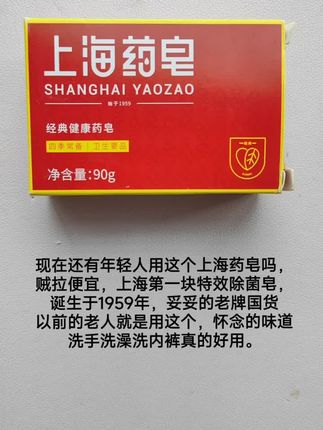 上海药皂
SHANGHAI YAOZAO
始于1959
经典健康药皂
四季常备 | 卫生要品
净含量:90g
现在还有年轻人用这个上海药皂吗，
贼拉便宜，上海第一块特效除菌皂，
诞生于1959年，妥妥的老牌国货
以前的老人就是用这个，怀念的味道
洗手洗澡洗内裤真的好用。